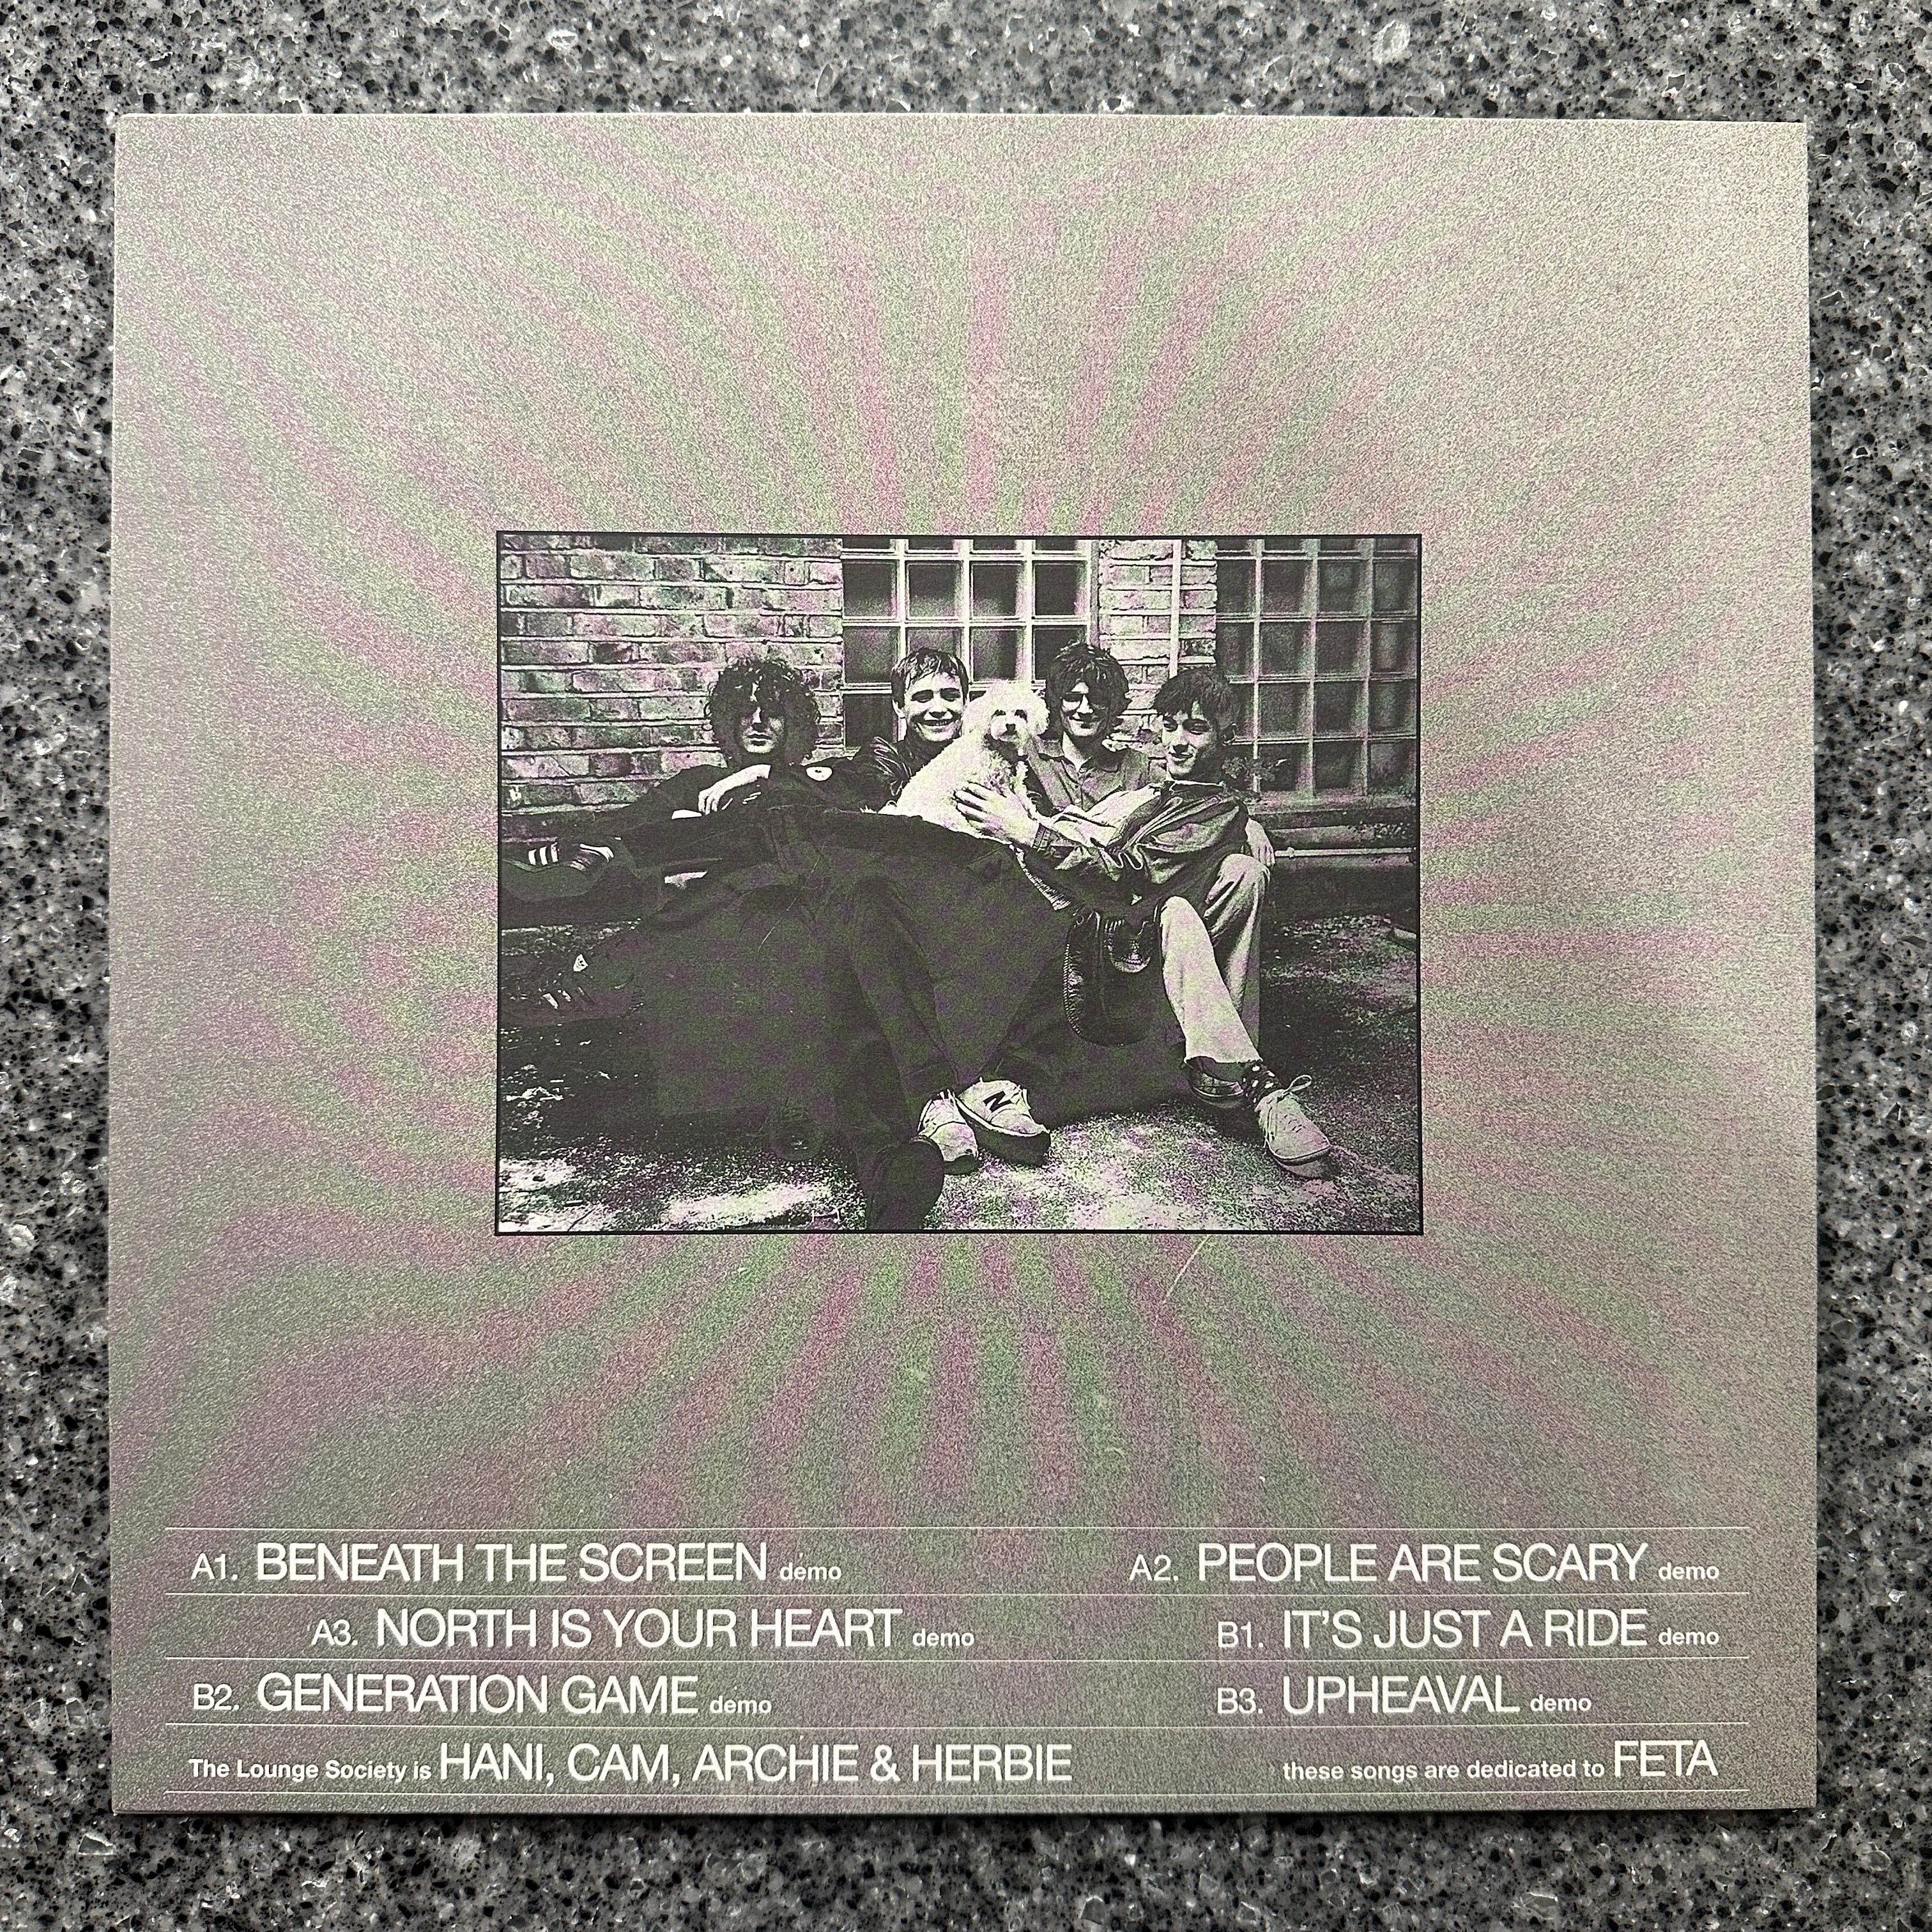 A1. BENEATH THE SCREEN demo A2. PEOPLE ARE SCARY demo
A3. NORTH IS YOUR HEART demo B1. IT'S JUST A RIDE demo
B2. GENERATION GAME demo B3. UPHEAVAL demo
The Lounge Society is HANI, CAM, ARCHIE & HERBIE these songs are dedicated to FETA
N